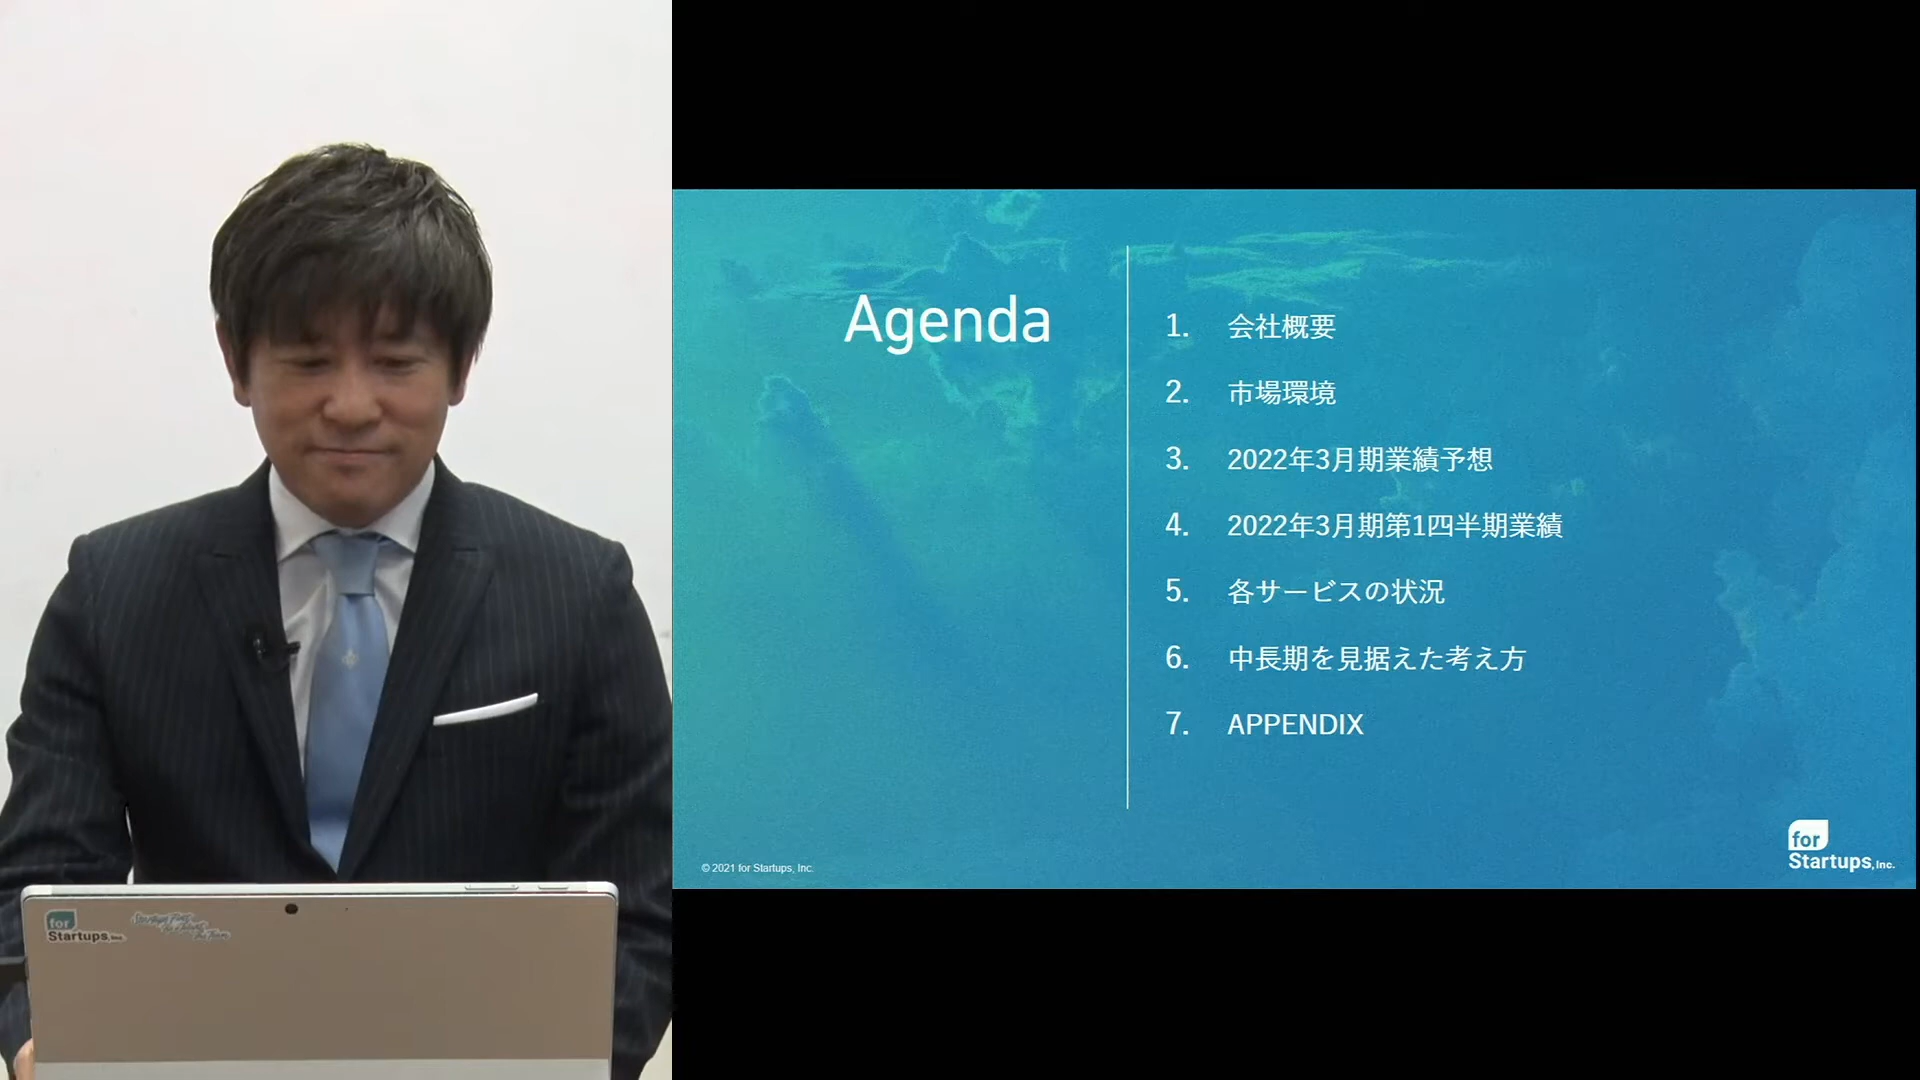 Agenda
1. 会社概要
2. 市場環境
3. 2022年3月期業績予想
4. 2022年3月期第1四半期業績
5. 各サービスの状況
6. 中長期を見据えた考え方
7. APPENDIX
© 2021 for Startups, Inc.
for
Startups, Inc.
for
Startups, Inc.